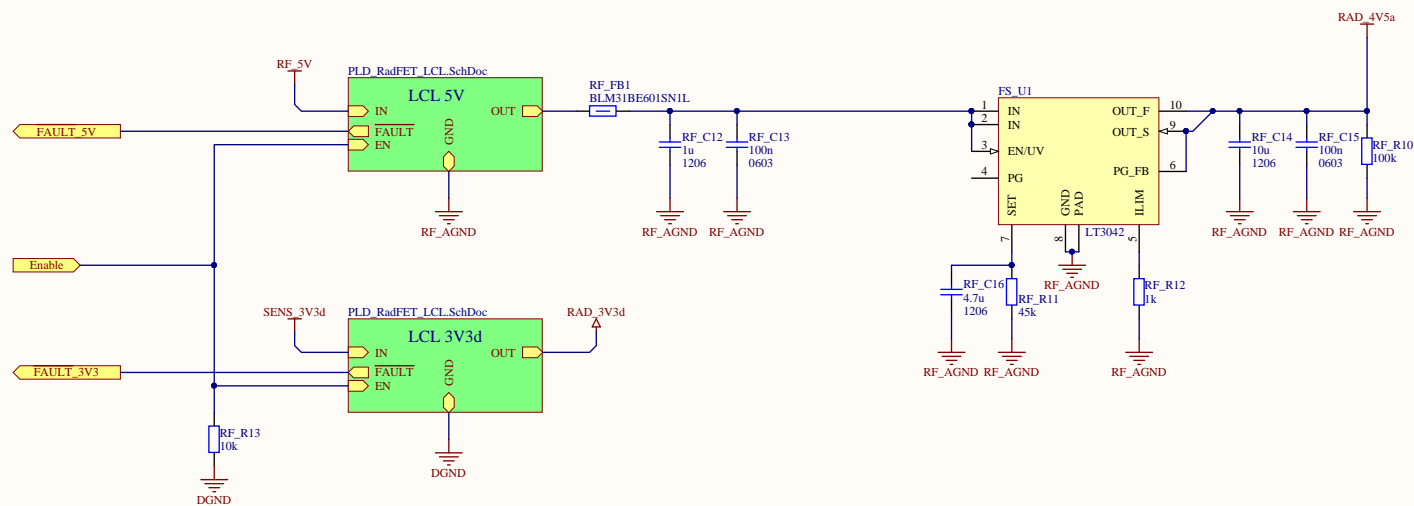 RAD_4V5a
RF_5V
PLD_RadFET_LCL.SchDoc
LCL 5V
IN
FAULT
EN
GND
OUT
FAULT_5V
RF_AGND
RF_FB1
BLM31BE601SN1L
RF_C12
1u
1206
RF_AGND
RF_C13
100n
0603
RF_AGND
FS_U1
1
IN
2
IN
3
EN/UV
4
PG
OUT_F
10
OUT_S
9
PG_FB
6
SET
GND
PAD
ILIM
7
8
5
LT3042
RF_C14
10u
1206
RF_AGND
RF_C15
100n
0603
RF_AGND
RF_R10
100k
RF_AGND
RF_AGND
RF_C16
4.7u
1206
RF_AGND
RF_R11
45k
RF_AGND
RF_R12
1k
RF_AGND
Enable
SENS_3V3d
PLD_RadFET_LCL.SchDoc
LCL 3V3d
IN
FAULT
EN
GND
OUT
RAD_3V3d
FAULT_3V3
DGND
RF_R13
10k
DGND